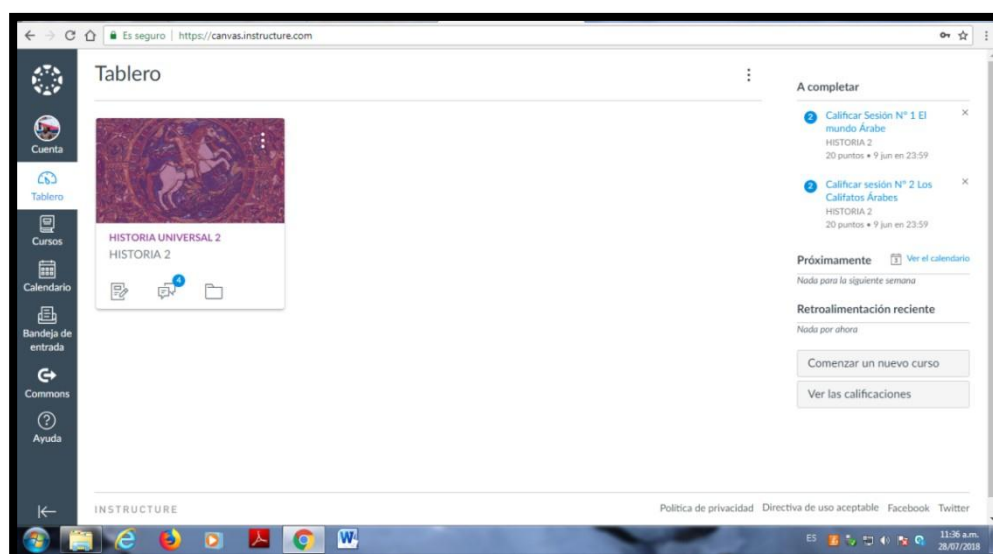 Es seguro | https://canvas.instructure.com
Cuenta
Tablero
Cursos
Calendario
Bandeja de
entrada
Commons
Ayuda
Tablero
HISTORIA UNIVERSAL 2
HISTORIA 2
4
A completar
2 Calificar Sesión N° 1 El
mundo Árabe
HISTORIA 2
20 puntos • 9 jun en 23:59
2 Calificar sesión N° 2 Los
Califatos Árabes
HISTORIA 2
20 puntos • 9 jun en 23:59
Próximamente Ver el calendario
Nada para la siguiente semana
Retroalimentación reciente
Nada por ahora
Comenzar un nuevo curso
Ver las calificaciones
INSTRUCTURE Política de privacidad Directiva de uso aceptable Facebook Twitter
ES 11:36 a.m.
28/07/2018